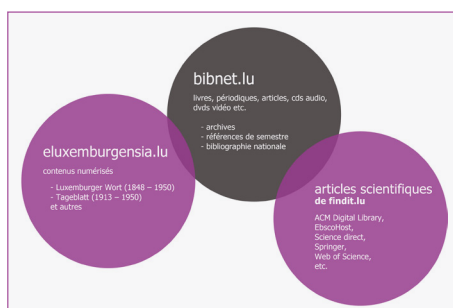 bibnet.lu
livres, périodiques, articles, cds audio,
dvds vidéo etc.
- archives
- références de semestre
- bibliographie nationale
eluxemburgensia.lu
contenus numérisés
- Luxemburger Wort (1848 – 1950)
- Tageblatt (1913 – 1950)
et autres
articles scientifiques
de findit.lu
ACM Digital Library,
EbscoHost,
Science direct,
Springer,
Web of Science,
etc.